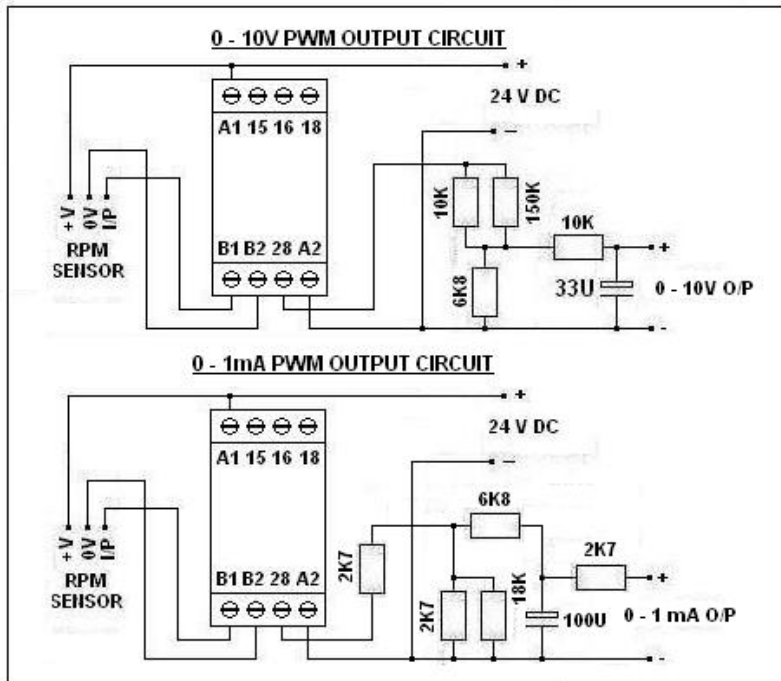 0 - 10V PWM OUTPUT CIRCUIT
+
24 V DC
-
A1 15 16 18
B1 B2 28 A2
+V
0V
I/P
RPM
SENSOR
10K
150K
6K8
10K
33U
+
0 - 10V O/P
-
0 - 1mA PWM OUTPUT CIRCUIT
+
24 V DC
-
A1 15 16 18
B1 B2 28 A2
+V
0V
I/P
RPM
SENSOR
2K7
6K8
2K7
18K
2K7
100U
+
0 - 1 mA O/P
-